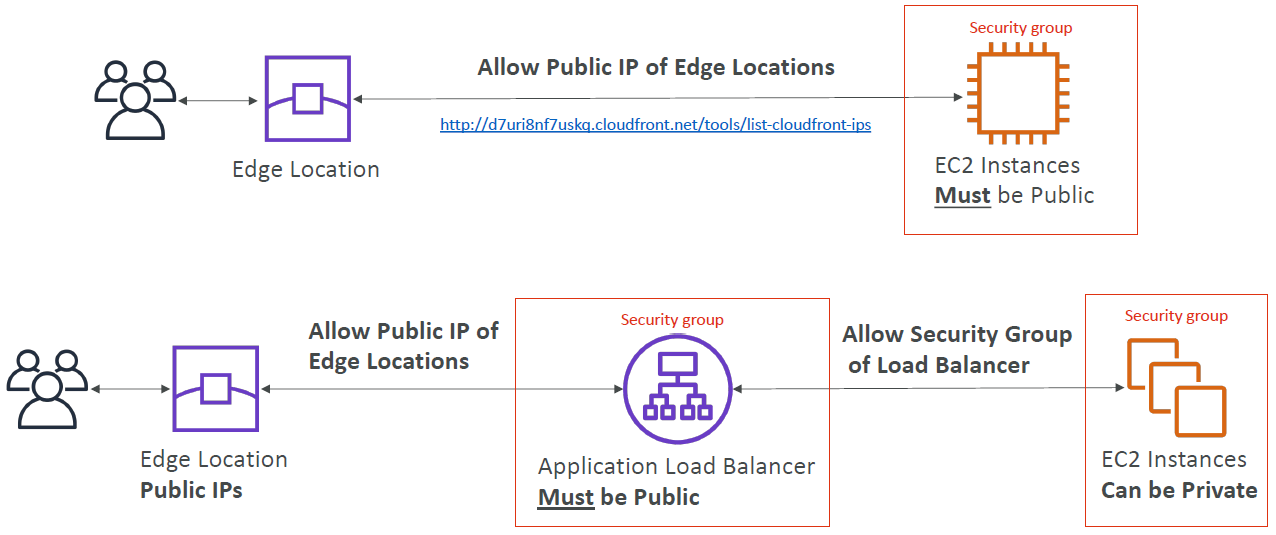 Security group
Allow Public IP of Edge Locations
http://d7uri8nf7uskq.cloudfront.net/tools/list-cloudfront-ips
Edge Location
EC2 Instances
Must be Public
Security group
Allow Public IP of
Edge Locations
Allow Security Group
of Load Balancer
Security group
Edge Location
Public IPs
Application Load Balancer
Must be Public
EC2 Instances
Can be Private